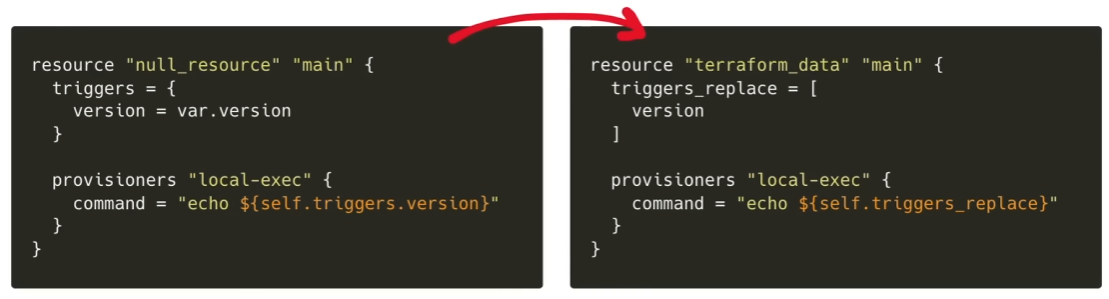 resource "null_resource" "main" {
  triggers = {
    version = var.version
  }

  provisioners "local-exec" {
    command = "echo ${self.triggers.version}"
  }
}

resource "terraform_data" "main" {
  triggers_replace = [
    version
  ]

  provisioners "local-exec" {
    command = "echo ${self.triggers_replace}"
  }
}